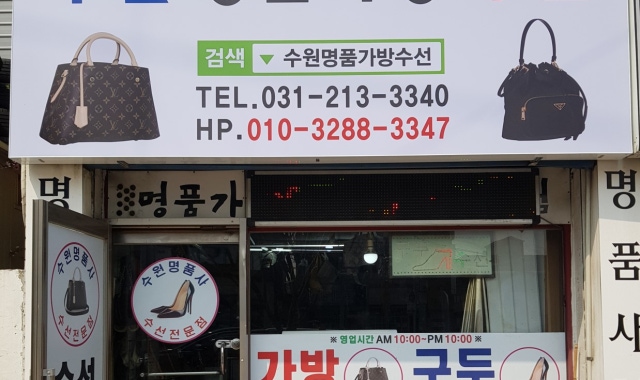 검색 ▼ 수원명품가방수선
TEL.031-213-3340
HP.010-3288-3347
명
명품가
명
품
사
수원명품사
수선전문점
수선
수원명품사
수선전문점
※ 영업시간 AM 10:00~PM 10:00 ※
가방
구두